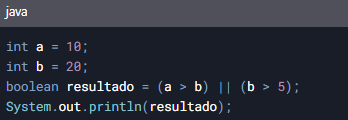 java
int a = 10;
int b = 20;
boolean resultado = (a > b) || (b > 5);
System.out.println(resultado);